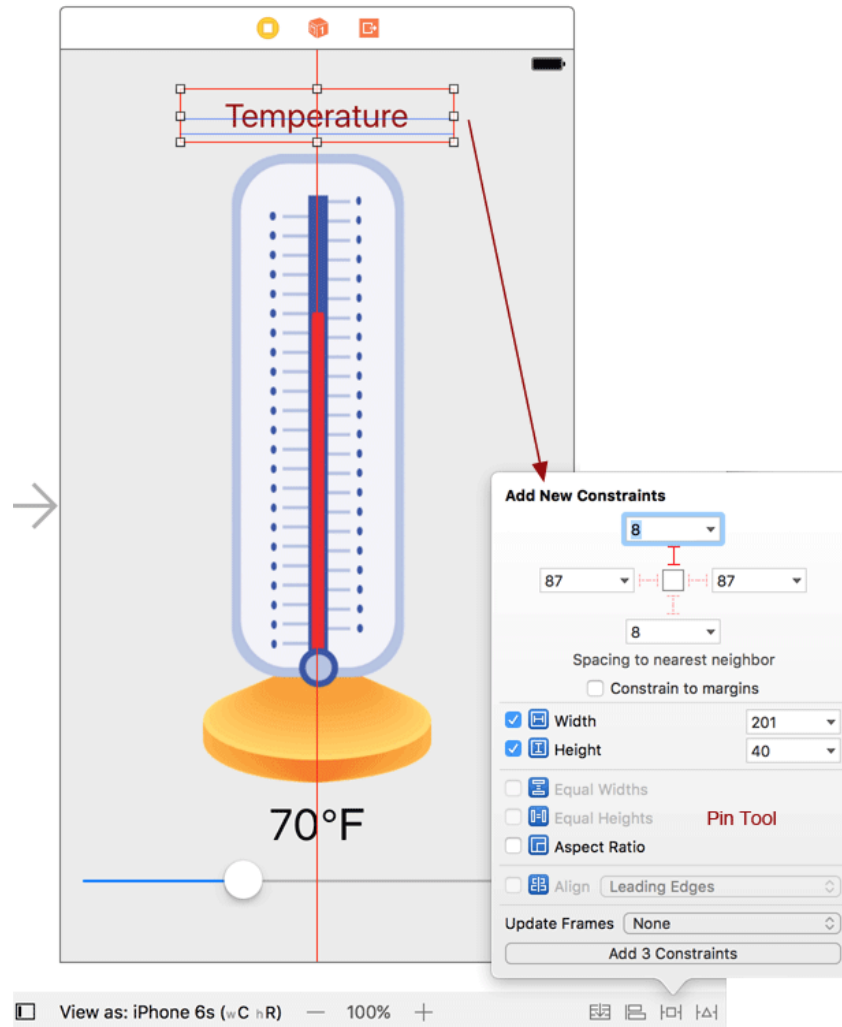 Temperature
70°F
Add New Constraints
8
87
87
8
Spacing to nearest neighbor
Constrain to margins
Width
201
Height
40
Equal Widths
Equal Heights
Pin Tool
Aspect Ratio
Align
Leading Edges
Update Frames
None
Add 3 Constraints
View as: iPhone 6s (wC hR)
100%